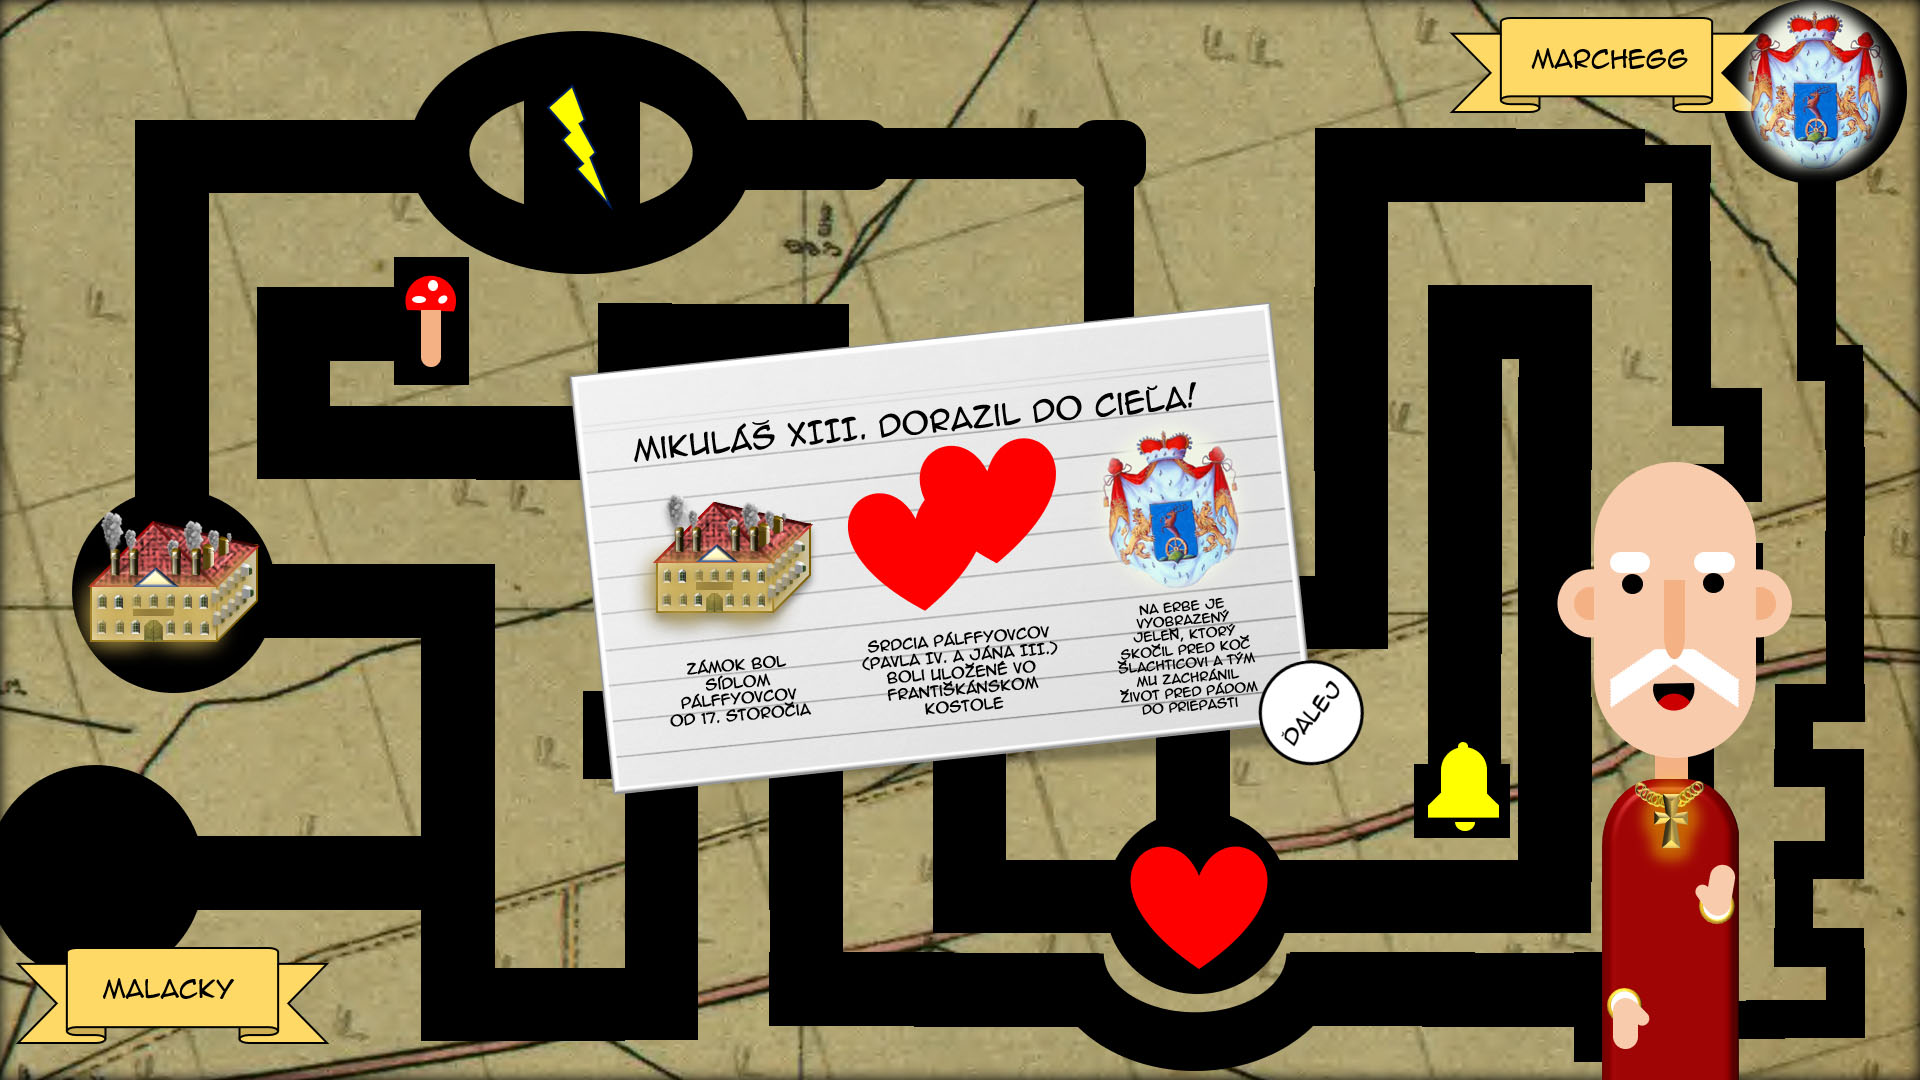 MARCHEGG
MIKULÁŠ XIII. DORAZIL DO CIEĽA!
ZÁMOK BOL
SÍDLOM
PÁLFFYOVCOV
OD 17. STOROČIA
SRDCIA PÁLFFYOVCOV
(PAVLA IV. A JÁNA III.)
BOLI ULOŽENÉ VO
FRANTIŠKÁNSKOM
KOSTOLE
NA ERBE JE
VYOBRAZENÝ
JELEŇ, KTORÝ
SKOČIL PRED KOČ
ŠĽACHTICOVI A TÝM
MU ZACHRÁNIL
ŽIVOT PRED PÁDOM
DO PRIEPASTI
ĎALEJ
MALACKY